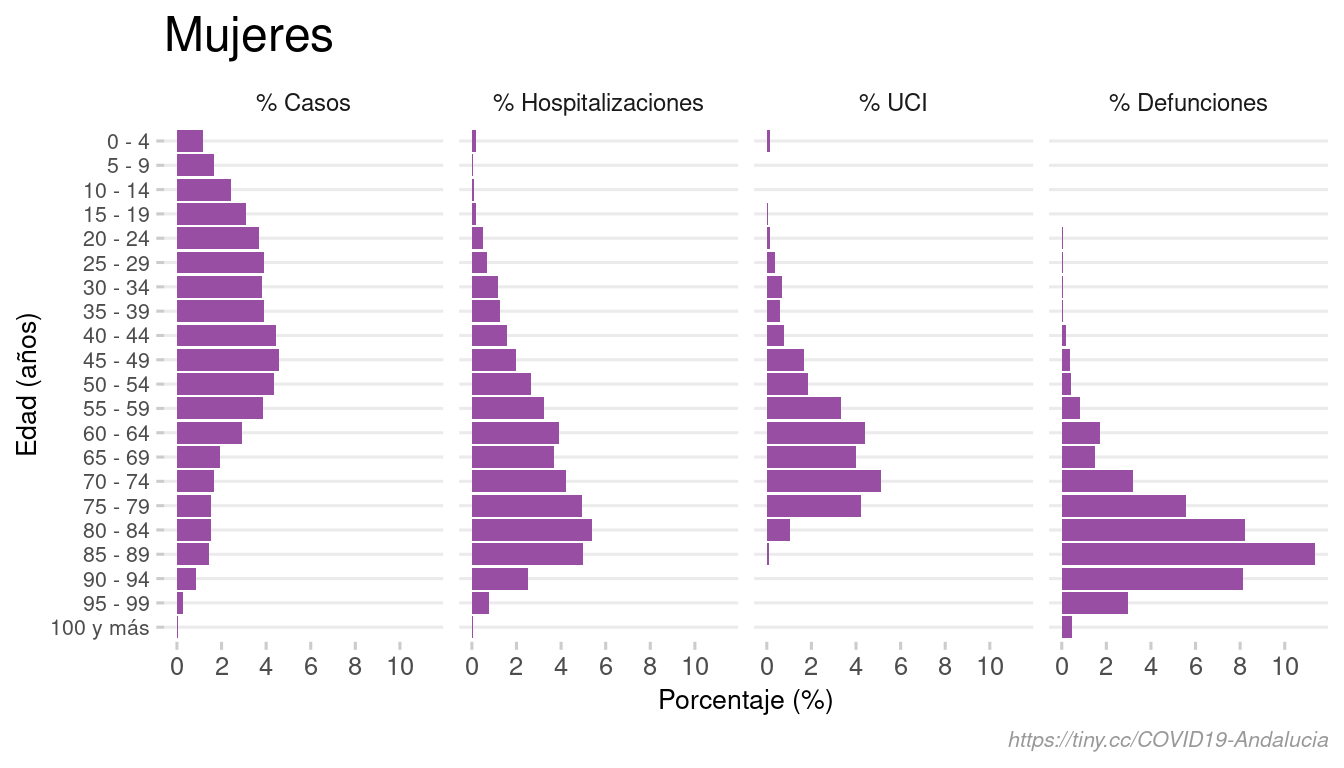 Mujeres
% Casos % Hospitalizaciones % UCI % Defunciones
Edad (años)
0 - 4
5 - 9
10 - 14
15 - 19
20 - 24
25 - 29
30 - 34
35 - 39
40 - 44
45 - 49
50 - 54
55 - 59
60 - 64
65 - 69
70 - 74
75 - 79
80 - 84
85 - 89
90 - 94
95 - 99
100 y más
0 2 4 6 8 10 0 2 4 6 8 10 0 2 4 6 8 10 0 2 4 6 8 10
Porcentaje (%)
https://tiny.cc/COVID19-Andalucia